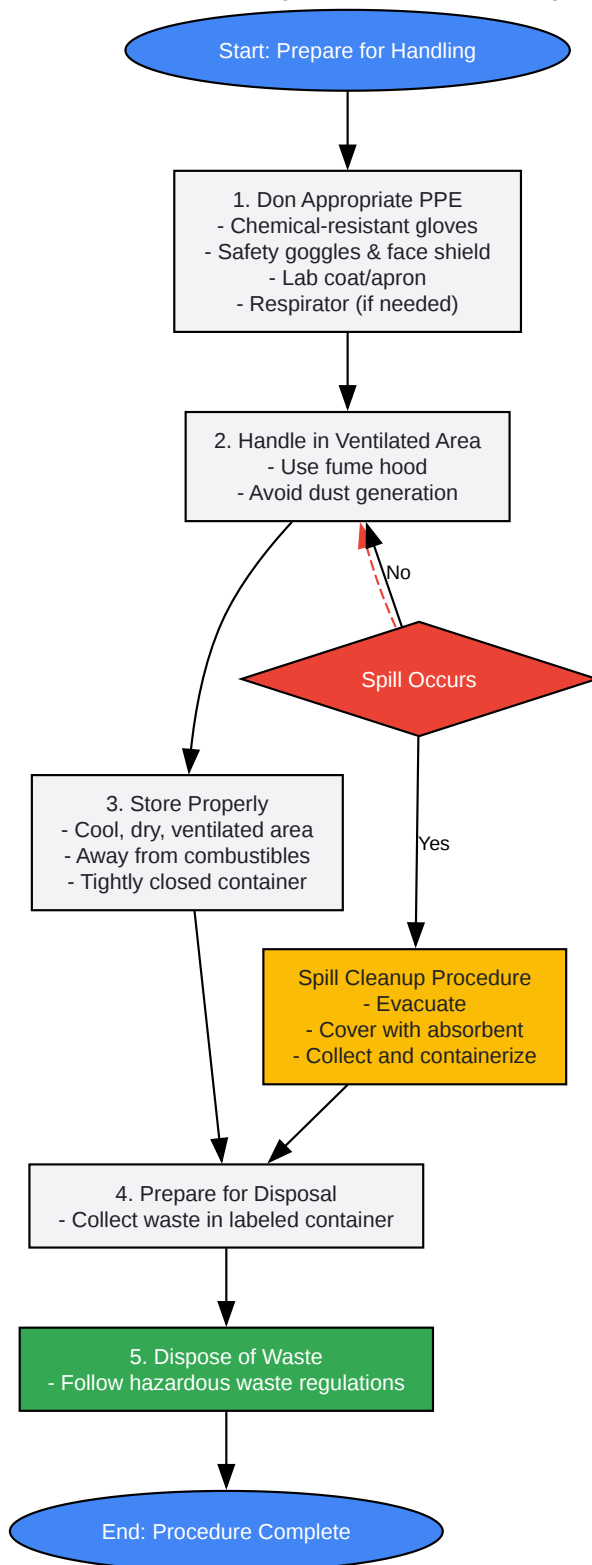 Start: Prepare for Handling
1. Don Appropriate PPE
- Chemical-resistant gloves
- Safety goggles & face shield
- Lab coat/apron
- Respirator (if needed)
2. Handle in Ventilated Area
- Use fume hood
- Avoid dust generation
No
Spill Occurs
3. Store Properly
- Cool, dry, ventilated area
- Away from combustibles
- Tightly closed container
Yes
Spill Cleanup Procedure
- Evacuate
- Cover with absorbent
- Collect and containerize
4. Prepare for Disposal
- Collect waste in labeled container
5. Dispose of Waste
- Follow hazardous waste regulations
End: Procedure Complete